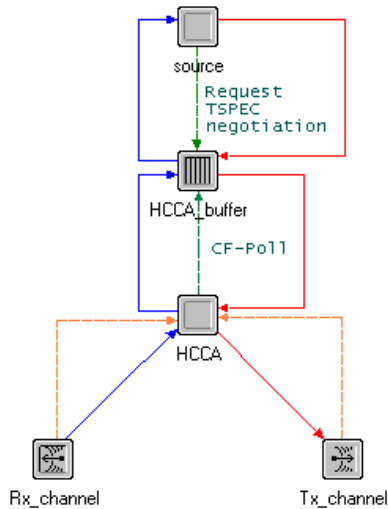 source
Request
TSPEC
negotiation
HCCA_buffer
CF-Poll
HCCA
Rx_channel
Tx_channel